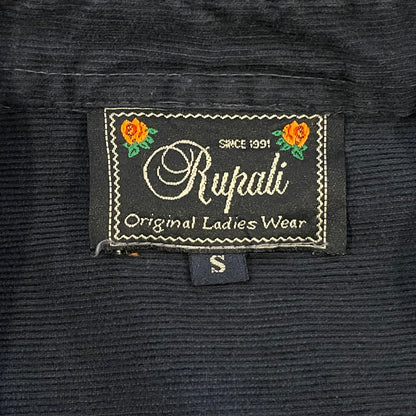 SINCE 1991
Rupali
Original Ladies Wear
S